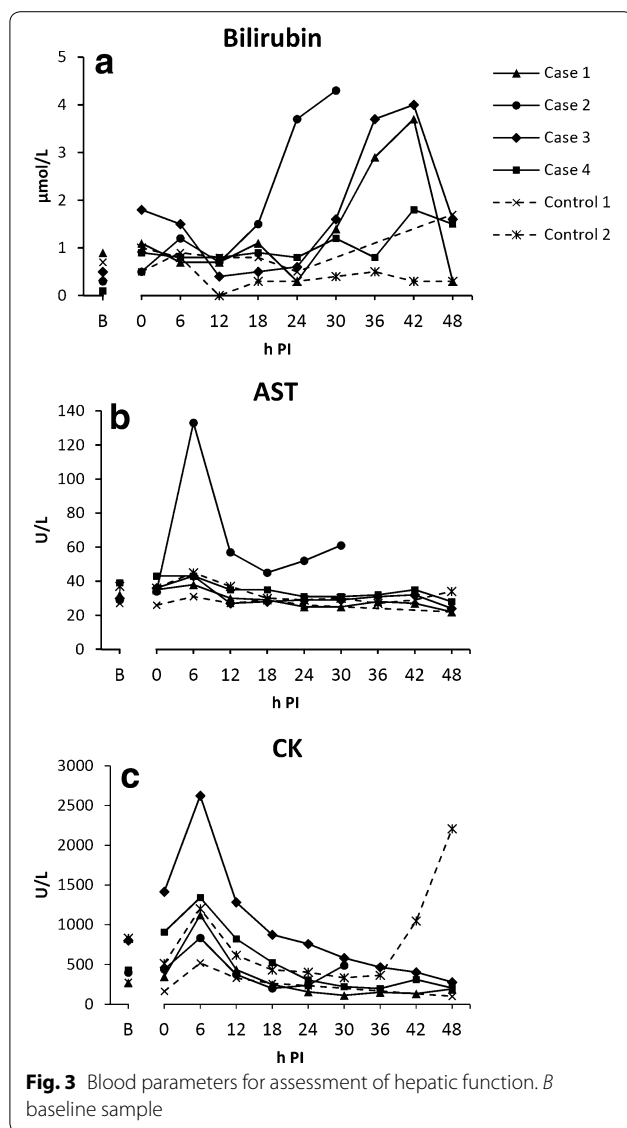 Bilirubin
a
5
4
3
2
1
0
µmol/L
B 0 6 12 18 24 30 36 42 48
h PI
Case 1
Case 2
Case 3
Case 4
Control 1
Control 2
AST
b
140
120
100
80
60
40
20
0
U/L
B 0 6 12 18 24 30 36 42 48
h PI
CK
c
3000
2500
2000
1500
1000
500
0
U/L
B 0 6 12 18 24 30 36 42 48
h PI
Fig. 3 Blood parameters for assessment of hepatic function. B
baseline sample